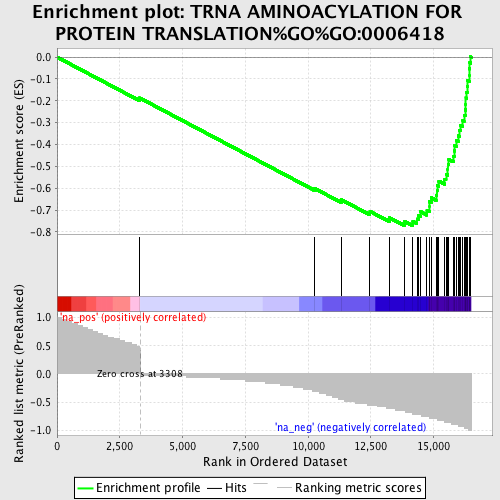 Enrichment plot: TRNA AMINOACYLATION FOR
PROTEIN TRANSLATION%GO%GO:0006418
Enrichment score (ES)
0.0
-0.1
-0.2
-0.3
-0.4
-0.5
-0.6
-0.7
-0.8
Ranked list metric (PreRanked)
1.0
0.5
0.0
-0.5
-1.0
'na_pos' (positively correlated)
Zero cross at 3308
'na_neg' (negatively correlated)
0
2,500
5,000
7,500
10,000
12,500
15,000
Rank in Ordered Dataset
Enrichment profile
Hits
Ranking metric scores